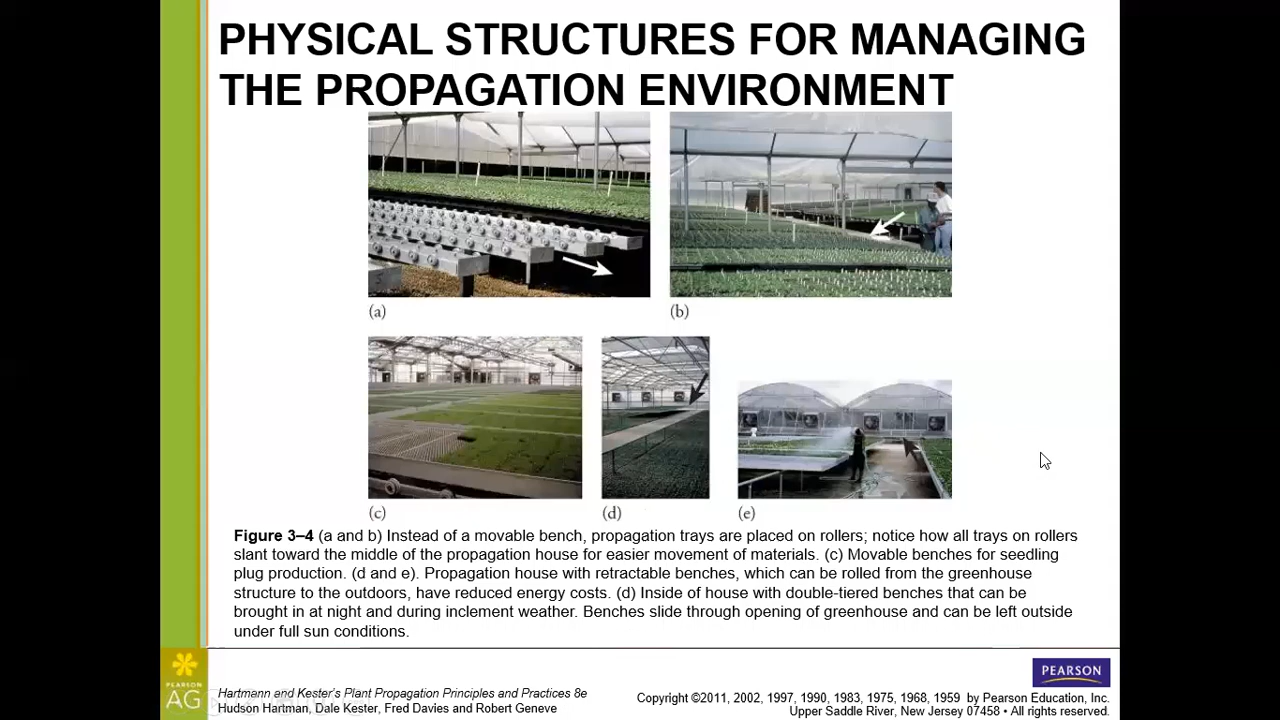 PHYSICAL STRUCTURES FOR MANAGING
THE PROPAGATION ENVIRONMENT
(a)
(b)
(c)
(d)
(e)
Figure 3–4 (a and b) Instead of a movable bench, propagation trays are placed on rollers; notice how all trays on rollers
slant toward the middle of the propagation house for easier movement of materials. (c) Movable benches for seedling
plug production. (d and e). Propagation house with retractable benches, which can be rolled from the greenhouse
structure to the outdoors, have reduced energy costs. (d) Inside of house with double-tiered benches that can be
brought in at night and during inclement weather. Benches slide through opening of greenhouse and can be left outside
under full sun conditions.
PEARSON
AG
Hartmann and Kester's Plant Propagation Principles and Practices 8e
Hudson Hartman, Dale Kester, Fred Davies and Robert Geneve
PEARSON
Copyright ©2011, 2002, 1997, 1990, 1983, 1975, 1968, 1959 by Pearson Education, Inc.
Upper Saddle River, New Jersey 07458 • All rights reserved.